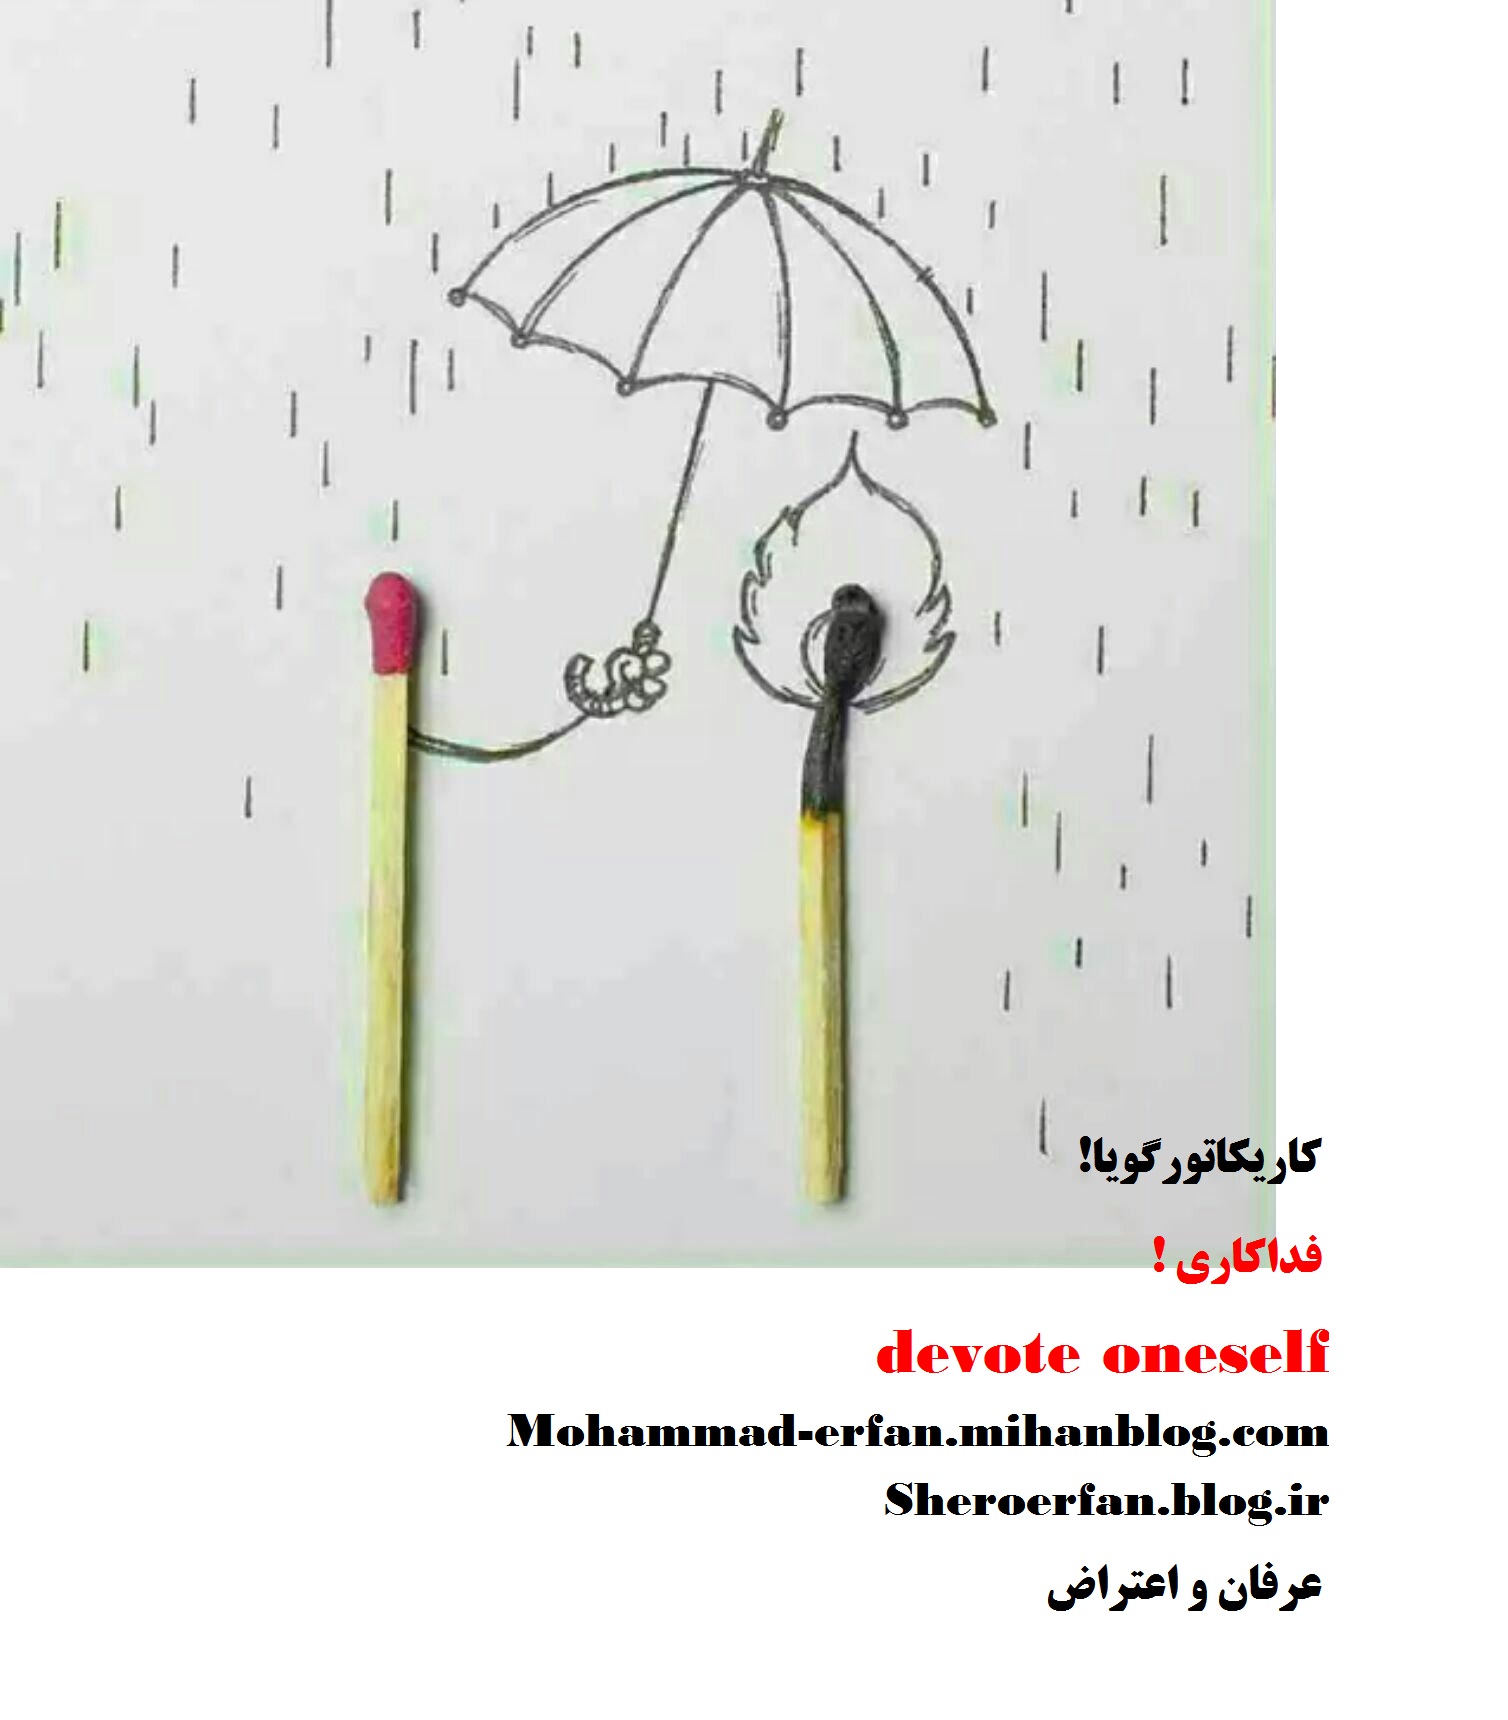 کاریکاتور گویا!
فداکاری !
devote oneself
Mohammad-erfan.mihanblog.com
Sheroerfan.blog.ir
عرفان و اعتراض